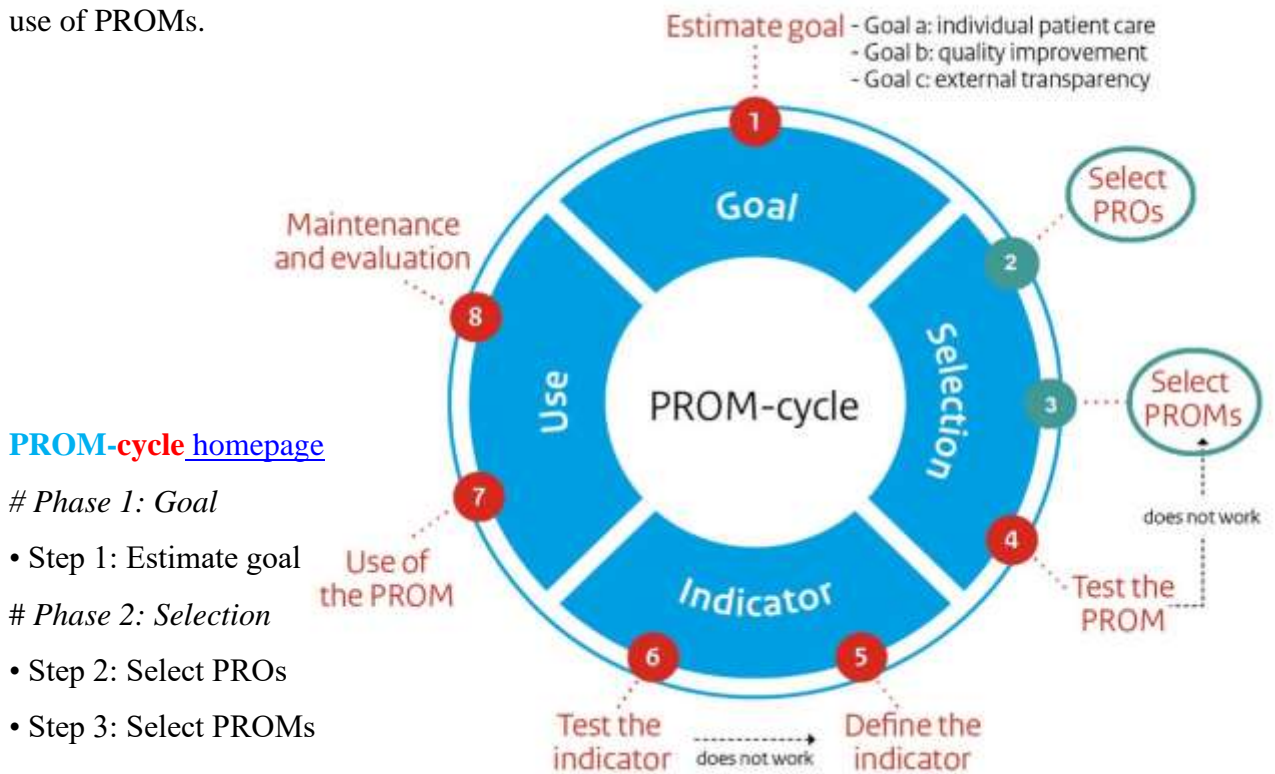 use of PROMs.
Estimate goal - Goal a: individual patient care
- Goal b: quality improvement
- Goal c: external transparency
1
Goal
Select
PROs
2
Maintenance
and evaluation
8
Selection
Use
PROM-cycle
3
Select
PROMs
does not work
PROM-cycle homepage
# Phase 1: Goal
• Step 1: Estimate goal
# Phase 2: Selection
• Step 2: Select PROs
• Step 3: Select PROMs
7
Use of
the PROM
4
Test the
PROM
Indicator
6
5
Test the
indicator
does not work
Define the
indicator